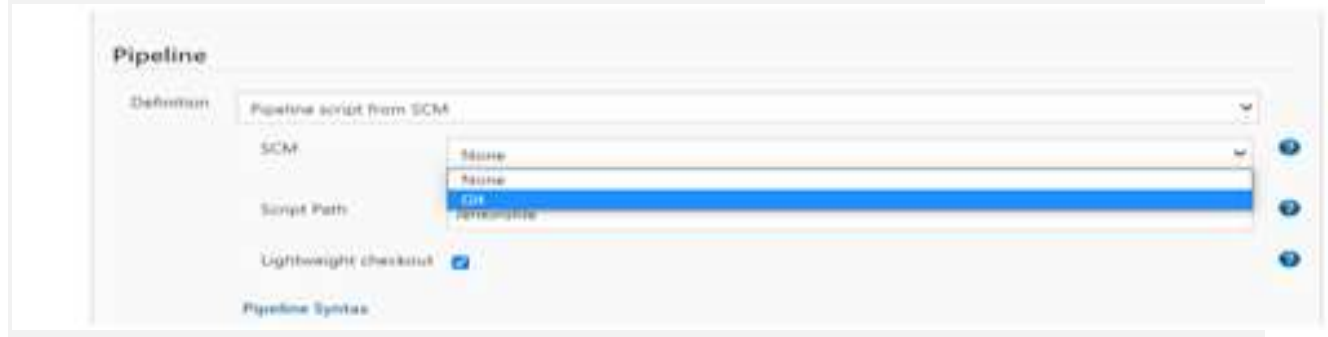 Pipeline
Definition
Pipeline script from SCM
SCM
None
None
Git
Script Path
Jenkinsfile
Lightweight checkout
Pipeline Syntax